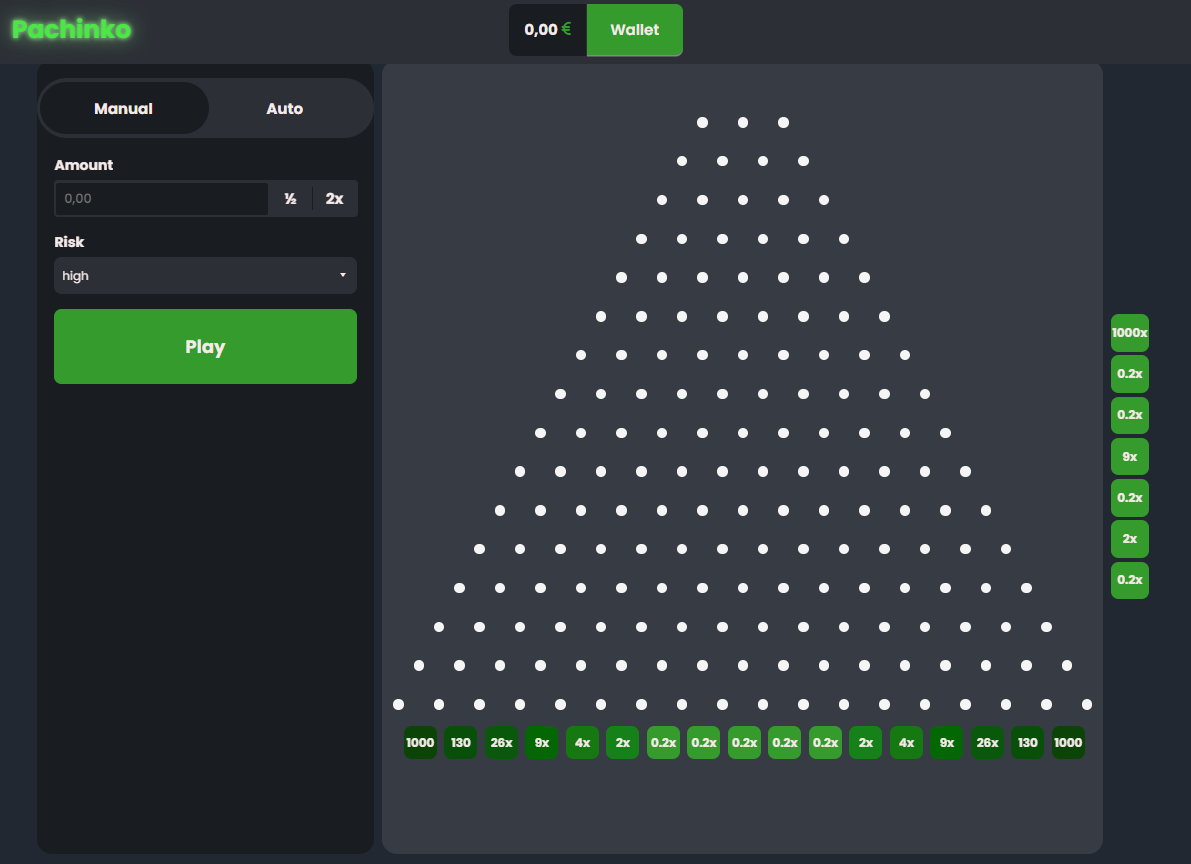 Pachinko
0,00 €
Wallet
Manual
Auto
Amount
0,00
½
2x
Risk
high
Play
1000x
0.2x
0.2x
9x
0.2x
2x
0.2x
1000 130 26x 9x 4x 2x 0.2x 0.2x 0.2x 0.2x 0.2x 2x 4x 9x 26x 130 1000